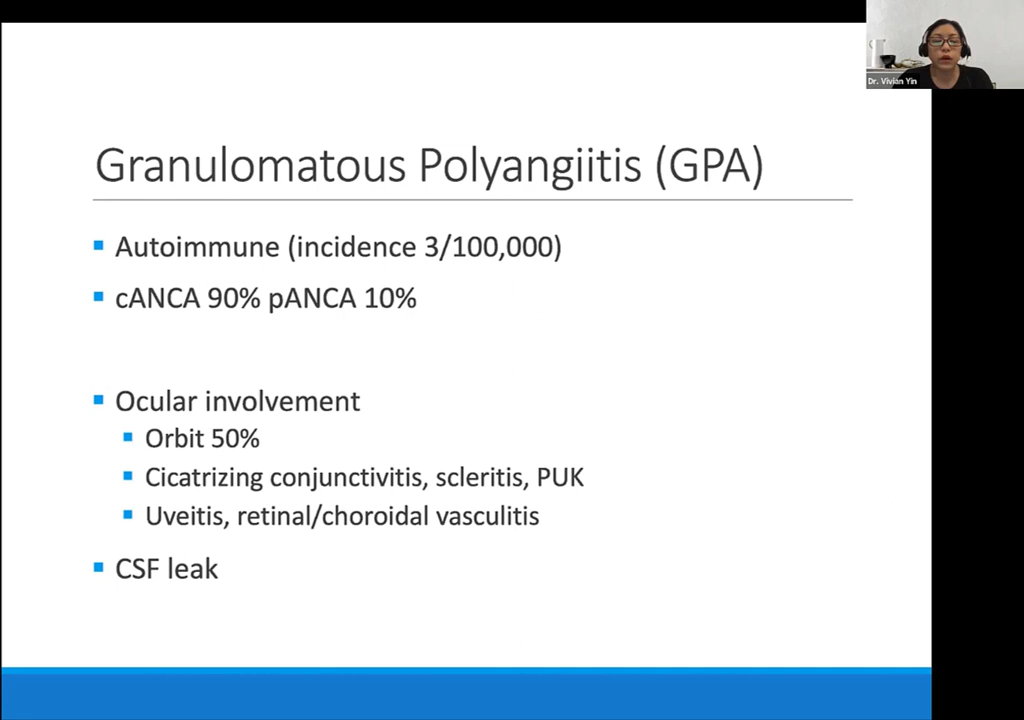 Dr. Vivian Yin
Granulomatous Polyangiitis (GPA)
Autoimmune (incidence 3/100,000)
cANCA 90% pANCA 10%
Ocular involvement
Orbit 50%
Cicatrizing conjunctivitis, scleritis, PUK
Uveitis, retinal/choroidal vasculitis
CSF leak